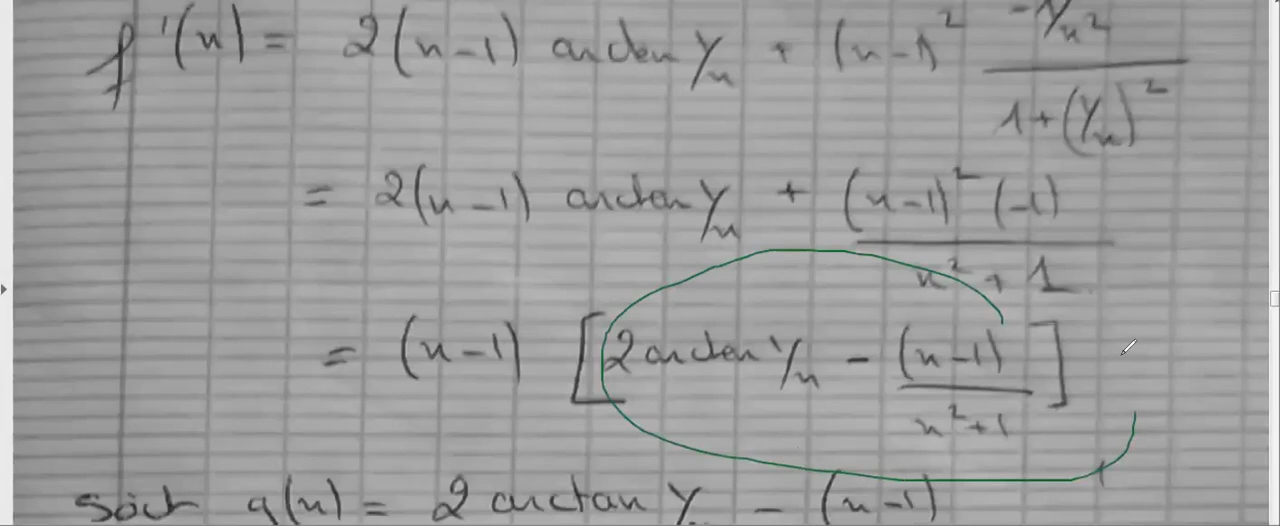 f'(x) = 2(x-1) arctan 1/x + (x-1)² (-1/x²)/(1+(1/x)²)
= 2(x-1) arctan 1/x + ((x-1)² (-1))/(x² + 1)
= (x-1) [2 arctan 1/x - (x-1)/(x²+1)]
Soit g(x) = 2 arctan 1/x - (x-1)